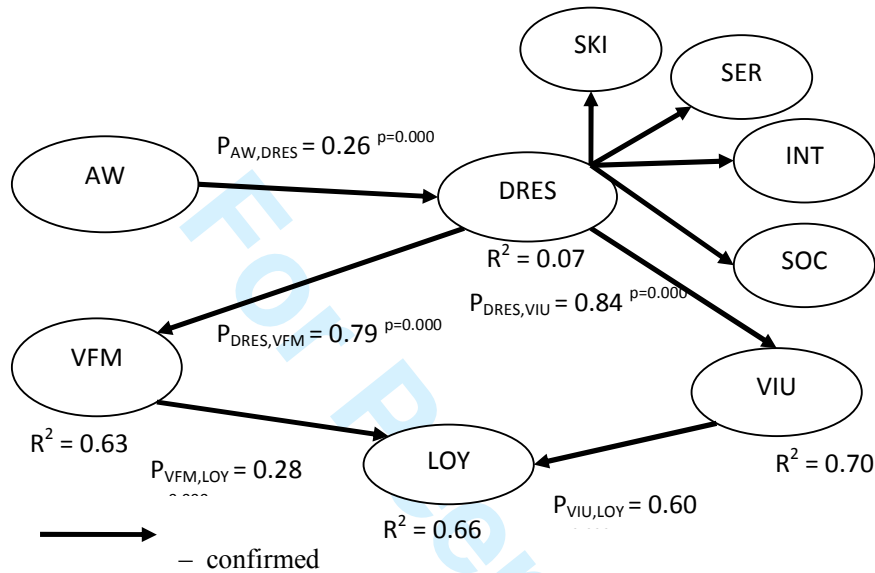 SKI
SER
P_AW,DRES = 0.26 p=0.000
INT
AW
DRES
SOC
R² = 0.07
P_DRES,VIU = 0.84 p=0.000
P_DRES,VFM = 0.79 p=0.000
VFM
VIU
R² = 0.63
LOY
R² = 0.70
P_VFM,LOY = 0.28
P_VIU,LOY = 0.60
R² = 0.66
– confirmed
For Peer